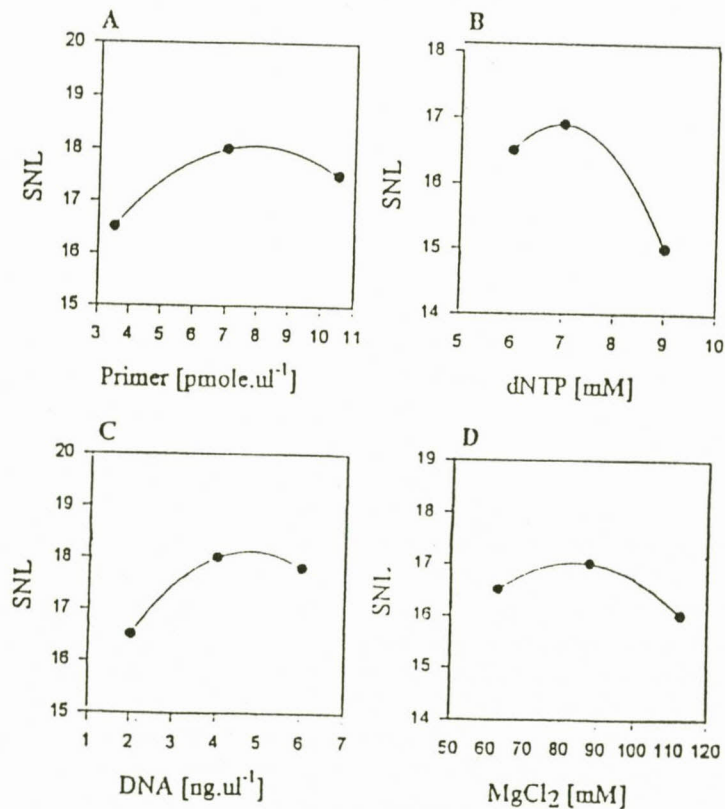 A
20
19
18
17
16
15
SNL
3 4 5 6 7 8 9 10 11
Primer [pmole.ul⁻¹]
B
18
17
16
15
14
SNL
5 6 7 8 9 10
dNTP [mM]
C
20
19
18
17
16
15
SNL
1 2 3 4 5 6 7
DNA [ng.ul⁻¹]
D
19
18
17
16
15
14
SNL
50 60 70 80 90 100 110 120
MgCl₂ [mM]